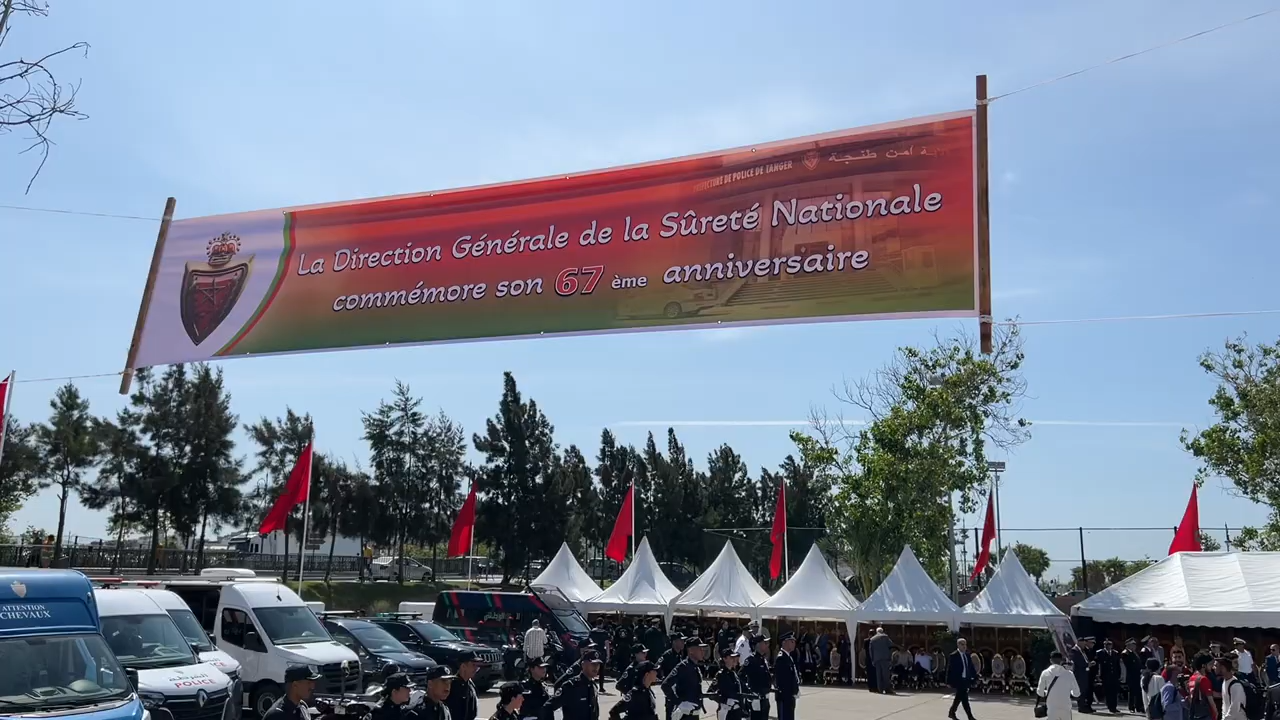 PRÉFECTURE DE POLICE DE TANGER
أمن طنجة
La Direction Générale de la Sûreté Nationale
commémore son 67 ème anniversaire
ATTENTION
CHEVAUX
الشرطة
POLICE